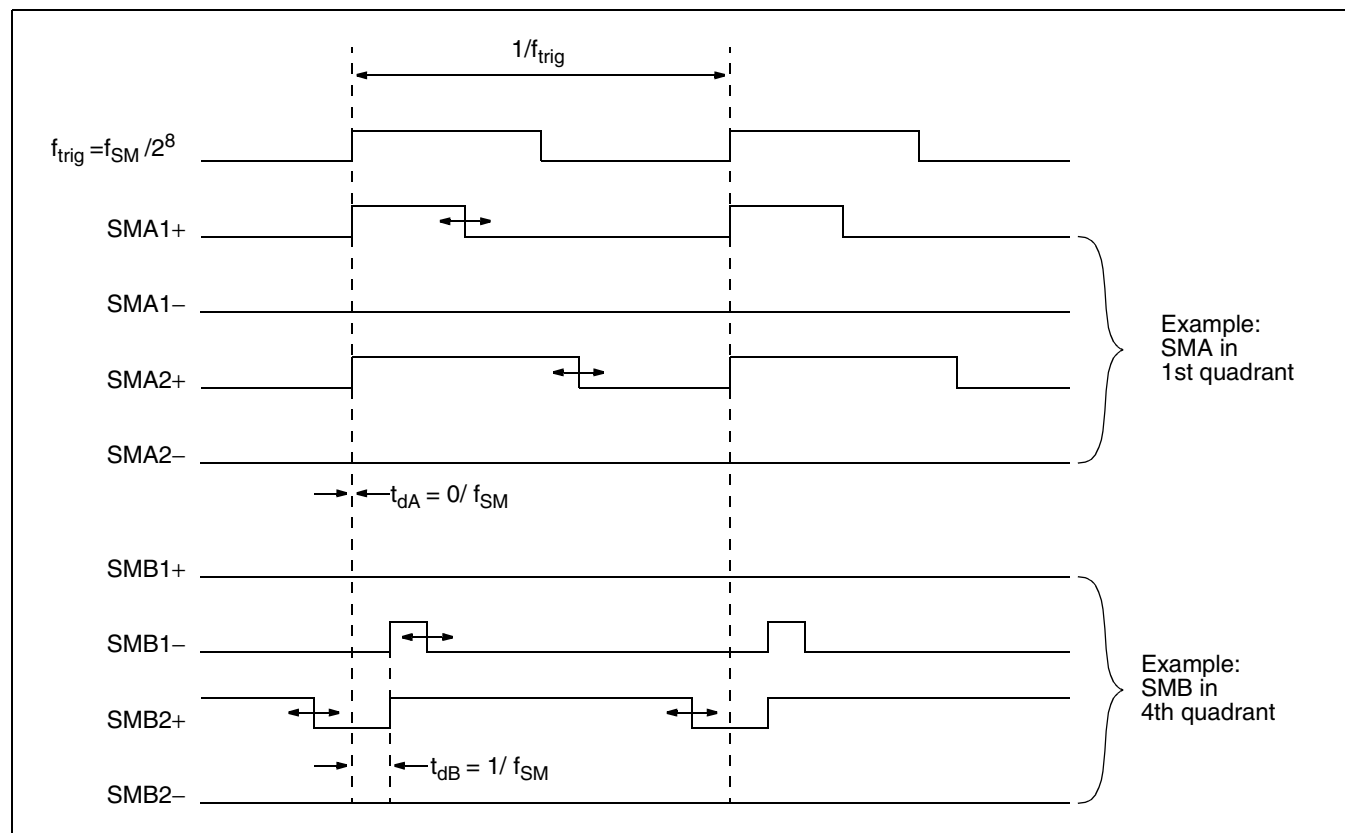 1/f_trig
f_trig =f_SM /2^8
SMA1+
SMA1−
SMA2+
SMA2−
Example:
SMA in
1st quadrant
t_dA = 0/ f_SM
SMB1+
SMB1−
SMB2+
Example:
SMB in
4th quadrant
t_dB = 1/ f_SM
SMB2−